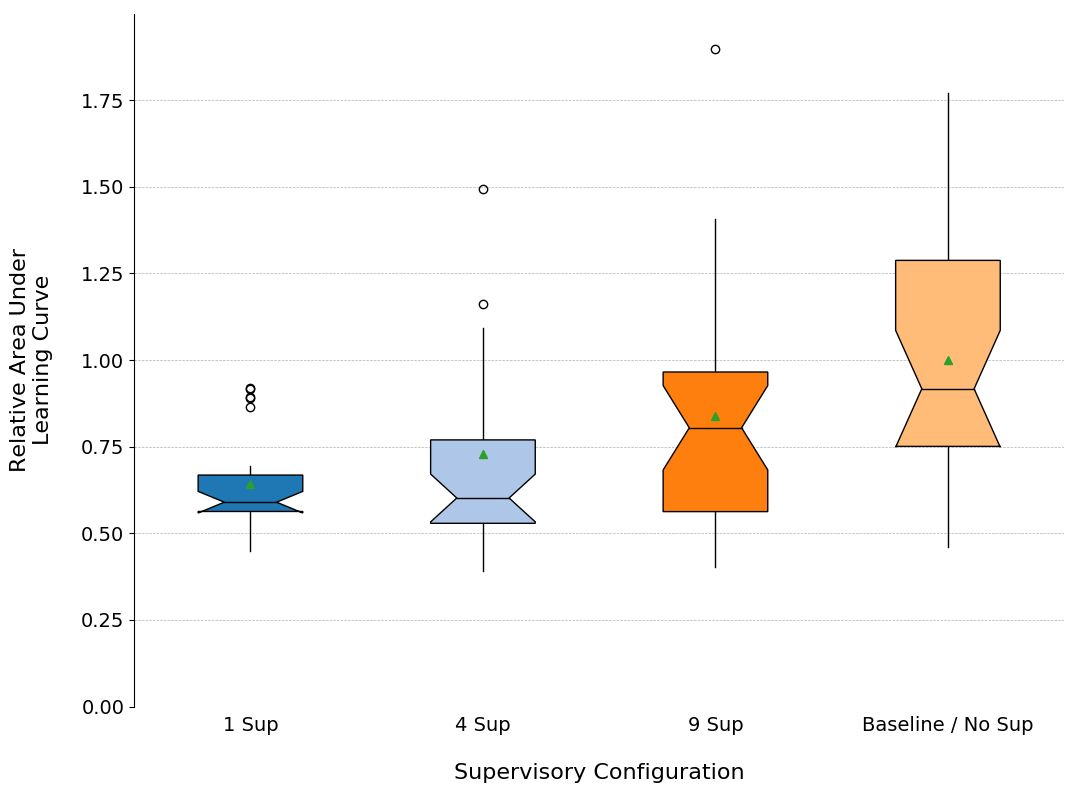 Relative Area Under
Learning Curve
1.75
1.50
1.25
1.00
0.75
0.50
0.25
0.00
1 Sup
4 Sup
9 Sup
Baseline / No Sup
Supervisory Configuration